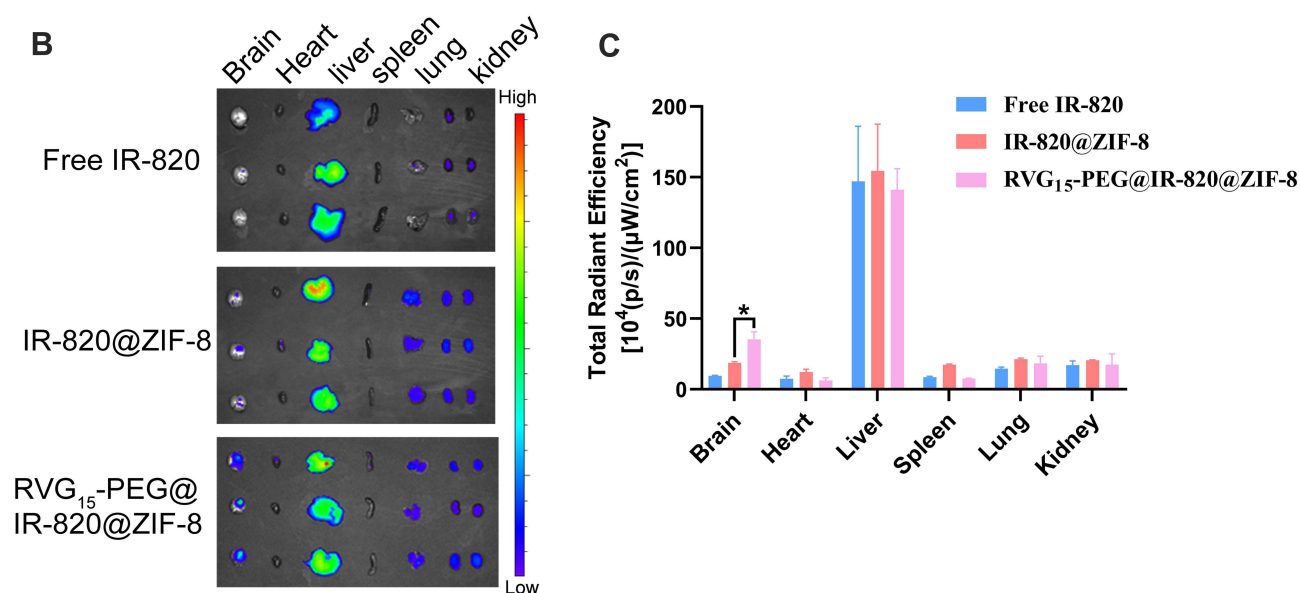 B
Brain
Heart
liver
spleen
lung
kidney
High
Free IR-820
IR-820@ZIF-8
RVG₁₅-PEG@
IR-820@ZIF-8
Low
C
Free IR-820
IR-820@ZIF-8
RVG₁₅-PEG@IR-820@ZIF-8
Total Radiant Efficiency
[10⁴(p/s)/(µW/cm²)]
200
150
100
50
0
*
Brain
Heart
Liver
Spleen
Lung
Kidney